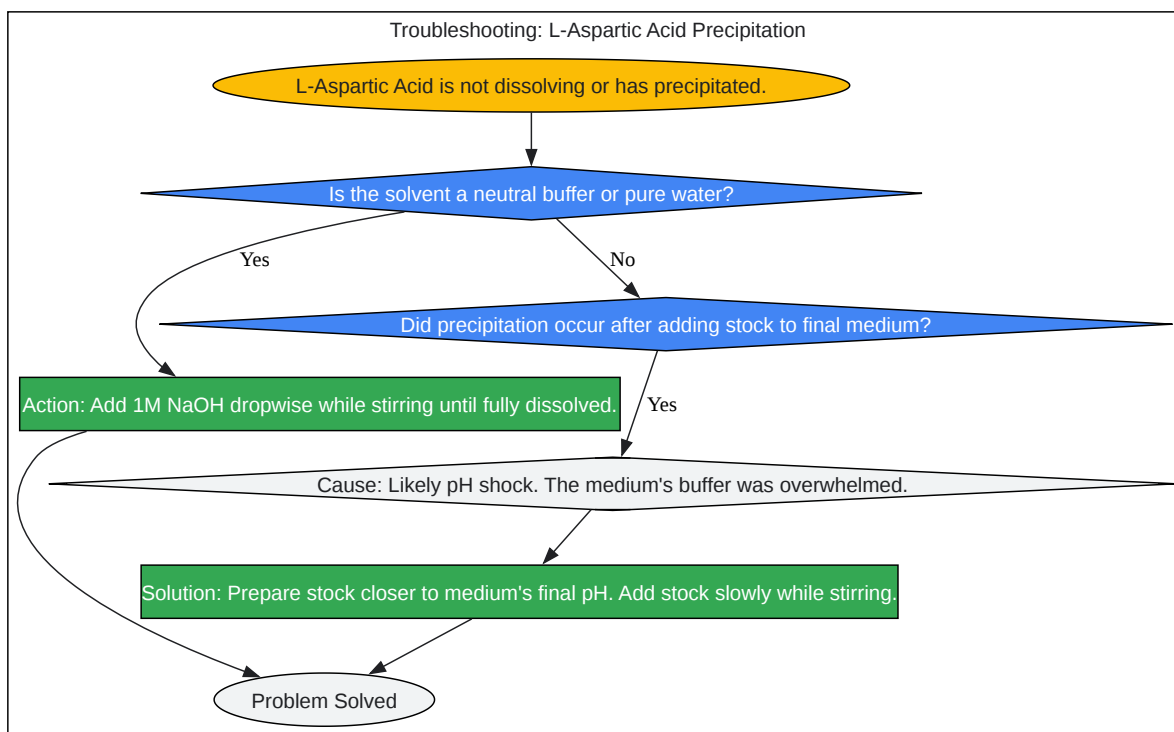 Troubleshooting: L-Aspartic Acid Precipitation
L-Aspartic Acid is not dissolving or has precipitated.
Is the solvent a neutral buffer or pure water?
Yes
No
Did precipitation occur after adding stock to final medium?
Action: Add 1M NaOH dropwise while stirring until fully dissolved.
Yes
Cause: Likely pH shock. The medium's buffer was overwhelmed.
Solution: Prepare stock closer to medium's final pH. Add stock slowly while stirring.
Problem Solved